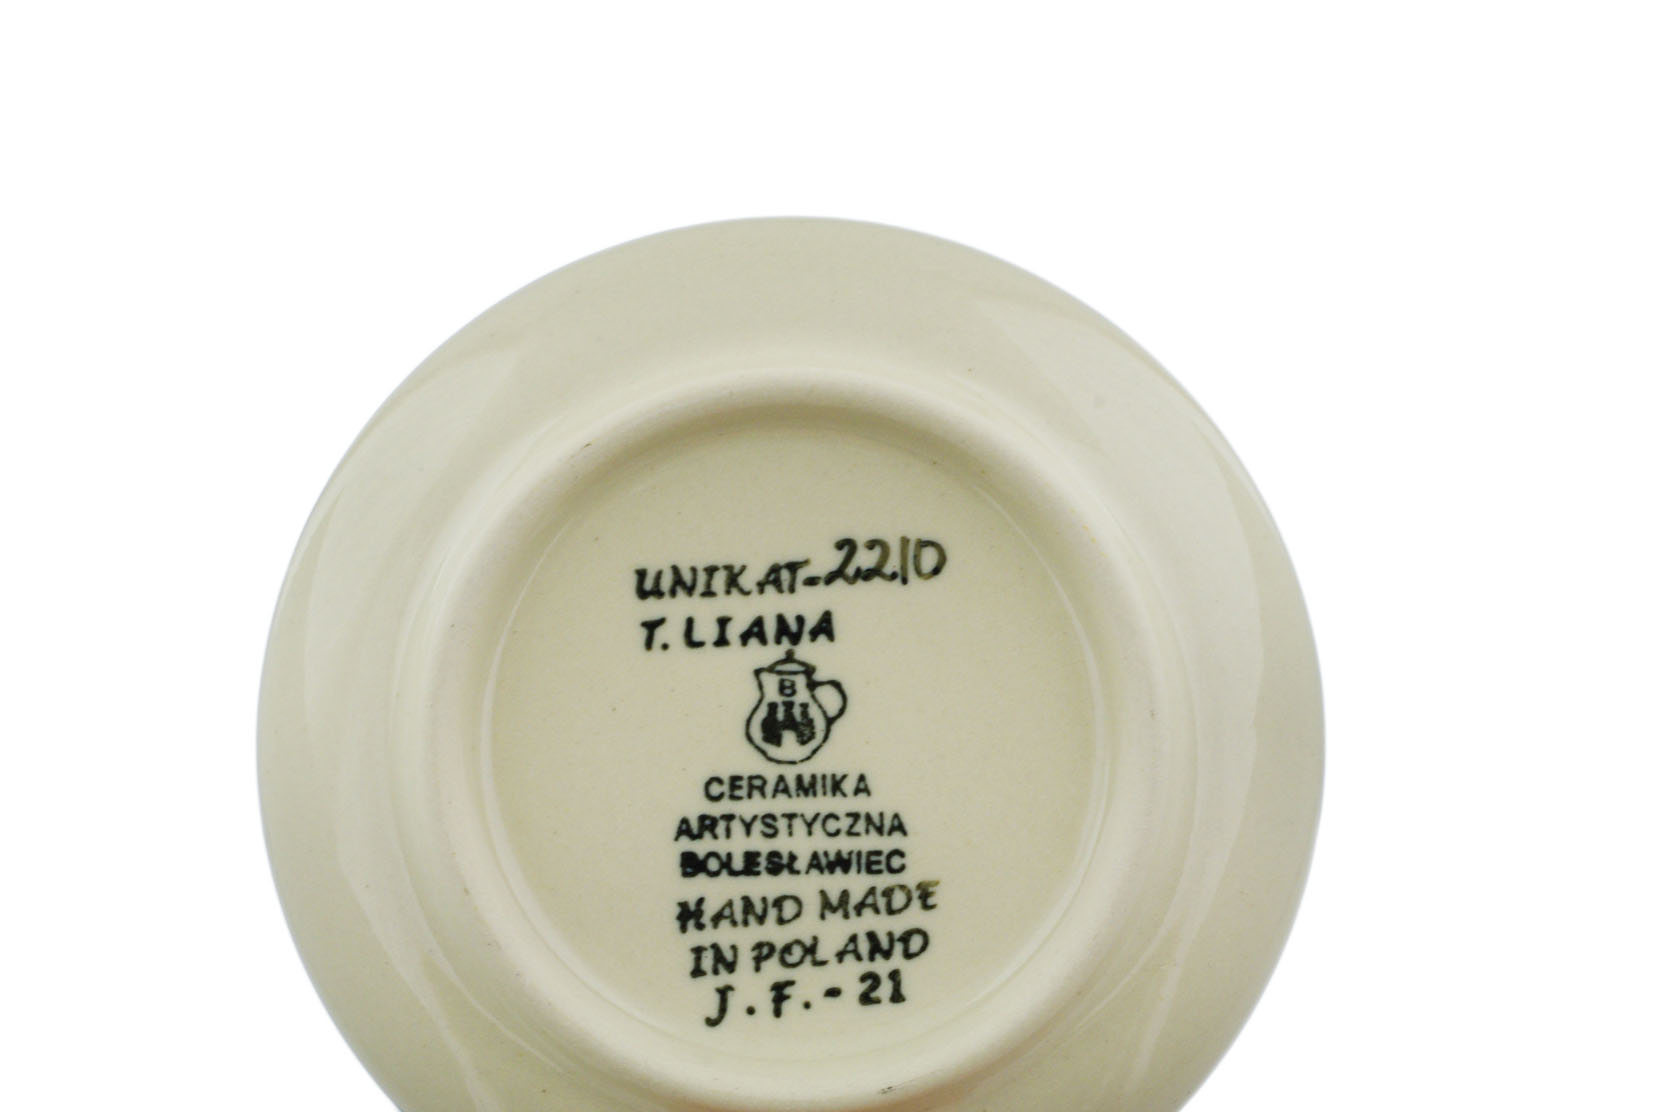 UNIKAT-2210
T. LIANA
B
CERAMIKA
ARTYSTYCZNA
BOLESŁAWIEC
HAND MADE
IN POLAND
J.F.-21